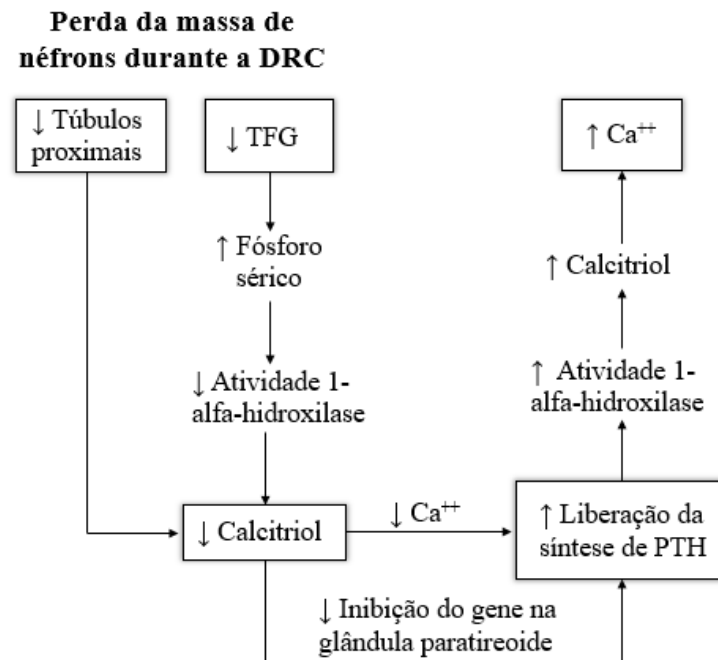 Perda da massa de
néfrons durante a DRC
↓ Túbulos
proximais
↓ TFG
↑ Fósforo
sérico
↓ Atividade 1-
alfa-hidroxilase
↓ Calcitriol
↓ Ca⁺⁺
↓ Inibição do gene na
glândula paratireoide
↑ Liberação da
síntese de PTH
↑ Atividade 1-
alfa-hidroxilase
↑ Calcitriol
↑ Ca⁺⁺